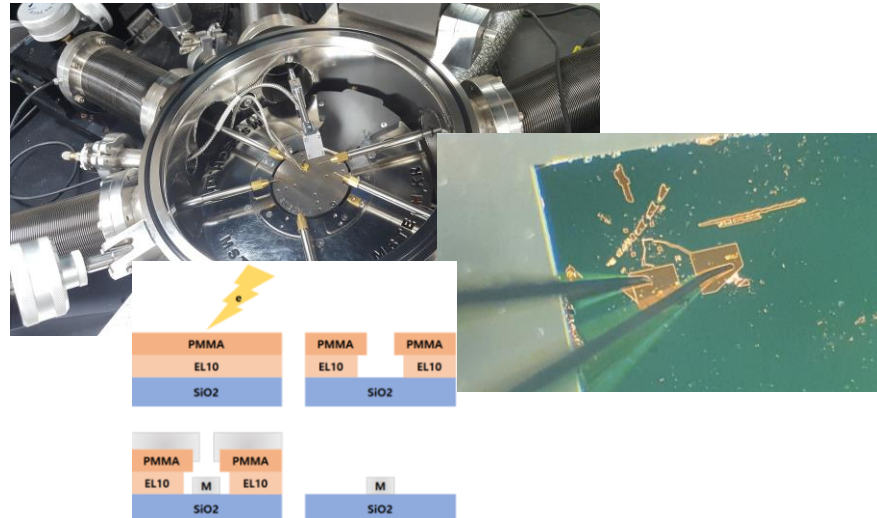 e
PMMA
EL10
SiO2
PMMA PMMA
EL10 EL10
SiO2
PMMA PMMA
EL10 M EL10
SiO2
M
SiO2